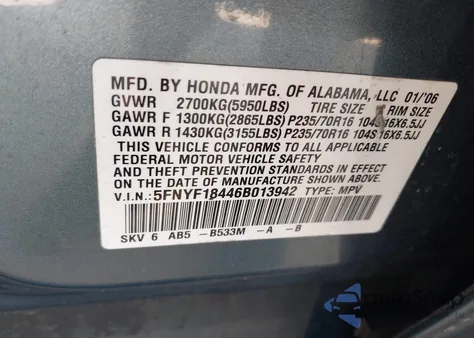 MFD. BY HONDA MFG. OF ALABAMA, LLC 01/'06
GVWR 2700KG(5950LBS) TIRE SIZE RIM SIZE
GAWR F 1300KG(2865LBS) P235/70R16 104S 16X6.5JJ
GAWR R 1430KG(3155LBS) P235/70R16 104S 16X6.5JJ
THIS VEHICLE CONFORMS TO ALL APPLICABLE
FEDERAL MOTOR VEHICLE SAFETY
AND THEFT PREVENTION STANDARDS IN
EFFECT ON THE DATE OF MANUFACTURE
SHOWN ABOVE.
V.I.N.: 5FNYF18446B013942 TYPE: MPV
SKV 6 AB5 -B533M -A -B